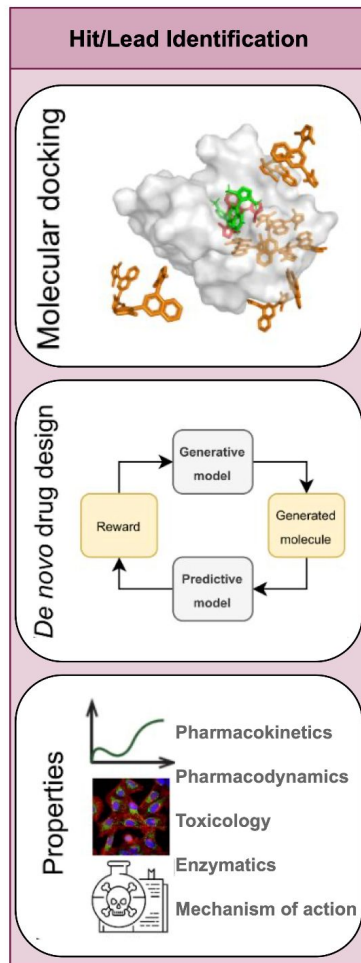 Hit/Lead Identification
Molecular docking
De novo drug design
Generative
model
Reward
Generated
molecule
Predictive
model
Properties
Pharmacokinetics
Pharmacodynamics
Toxicology
Enzymatics
Mechanism of action